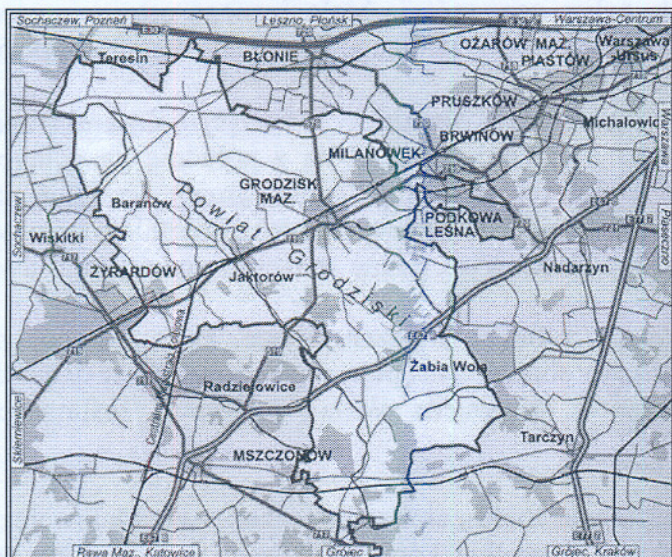 Sochaczew, Poznań
Leszno, Płońsk
Warszawa-Centrum
Teresin
BŁONIE
OŻARÓW MAZ.
PIASTÓW
Warszawa
-Ursus
PRUSZKÓW
Michałowice
BRWINÓW
MILANÓWEK
GRODZISK
MAZ.
Baranów
Powiat Grodziski
PODKOWA
LEŚNA
Sochaczew
Wiskitki
ŻYRARDÓW
Jaktorów
Nadarzyn
Piaseczno
Żabia Wola
Radziejowice
Skierniewice
MSZCZONÓW
Tarczyn
Rawa Maz., Katowice
Grójec
Grójec, Kraków